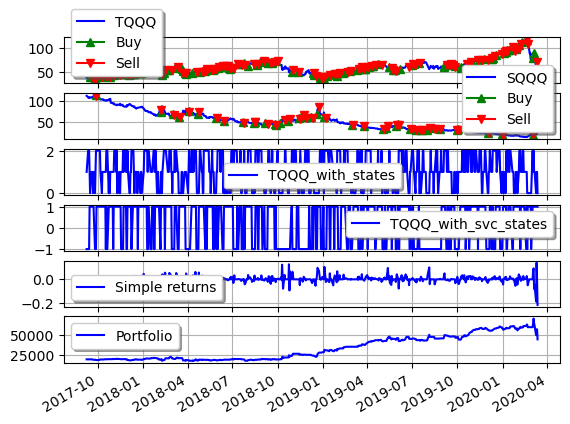 TQQQ
Buy
Sell
100
50
SQQQ
Buy
Sell
100
50
2
0
TQQQ_with_states
1
0
−1
TQQQ_with_svc_states
0.0
−0.2
Simple returns
50000
25000
Portfolio
2017-10 2018-01 2018-04 2018-07 2018-10 2019-01 2019-04 2019-07 2019-10 2020-01 2020-04